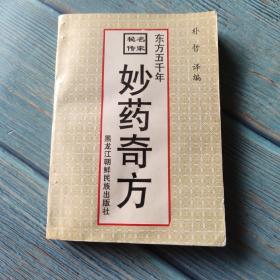 朴哲 译编
东方五千年
秘名
传家
妙药奇方
黑龙江朝鲜民族出版社